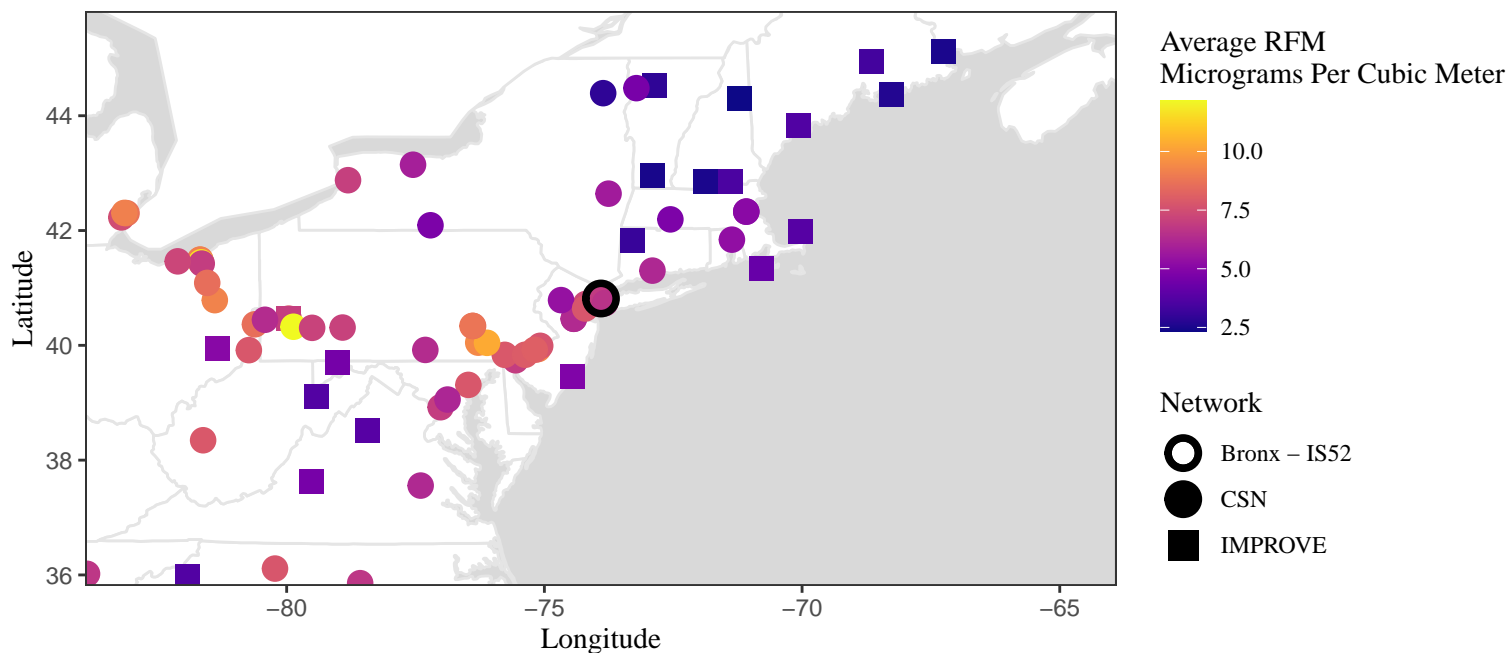 Average RFM
Micrograms Per Cubic Meter
10.0
7.5
5.0
2.5
Network
Bronx – IS52
CSN
IMPROVE
Latitude
44
42
40
38
36
−80
−75
−70
−65
Longitude